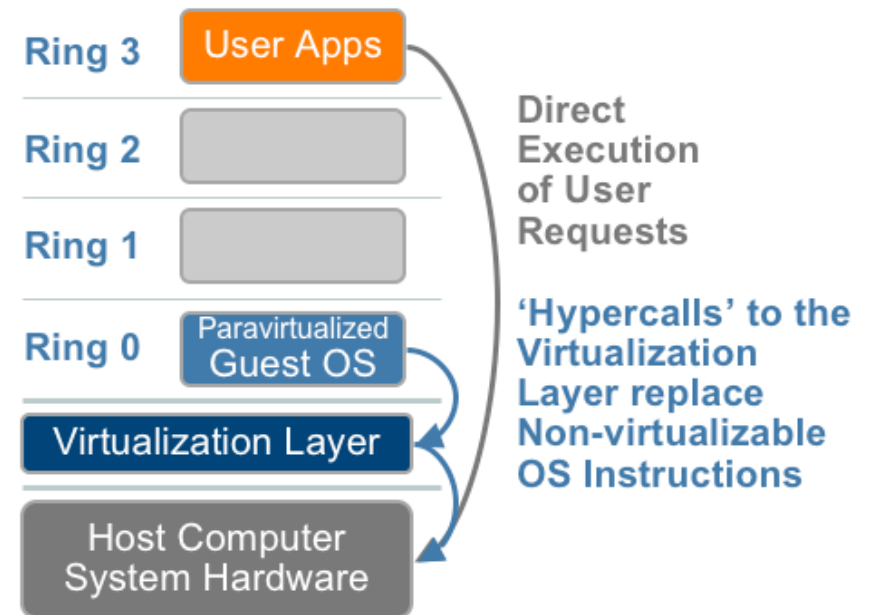 Ring 3
User Apps
Ring 2
Ring 1
Ring 0
Paravirtualized
Guest OS
Virtualization Layer
Host Computer
System Hardware
Direct
Execution
of User
Requests
‘Hypercalls’ to the
Virtualization
Layer replace
Non-virtualizable
OS Instructions